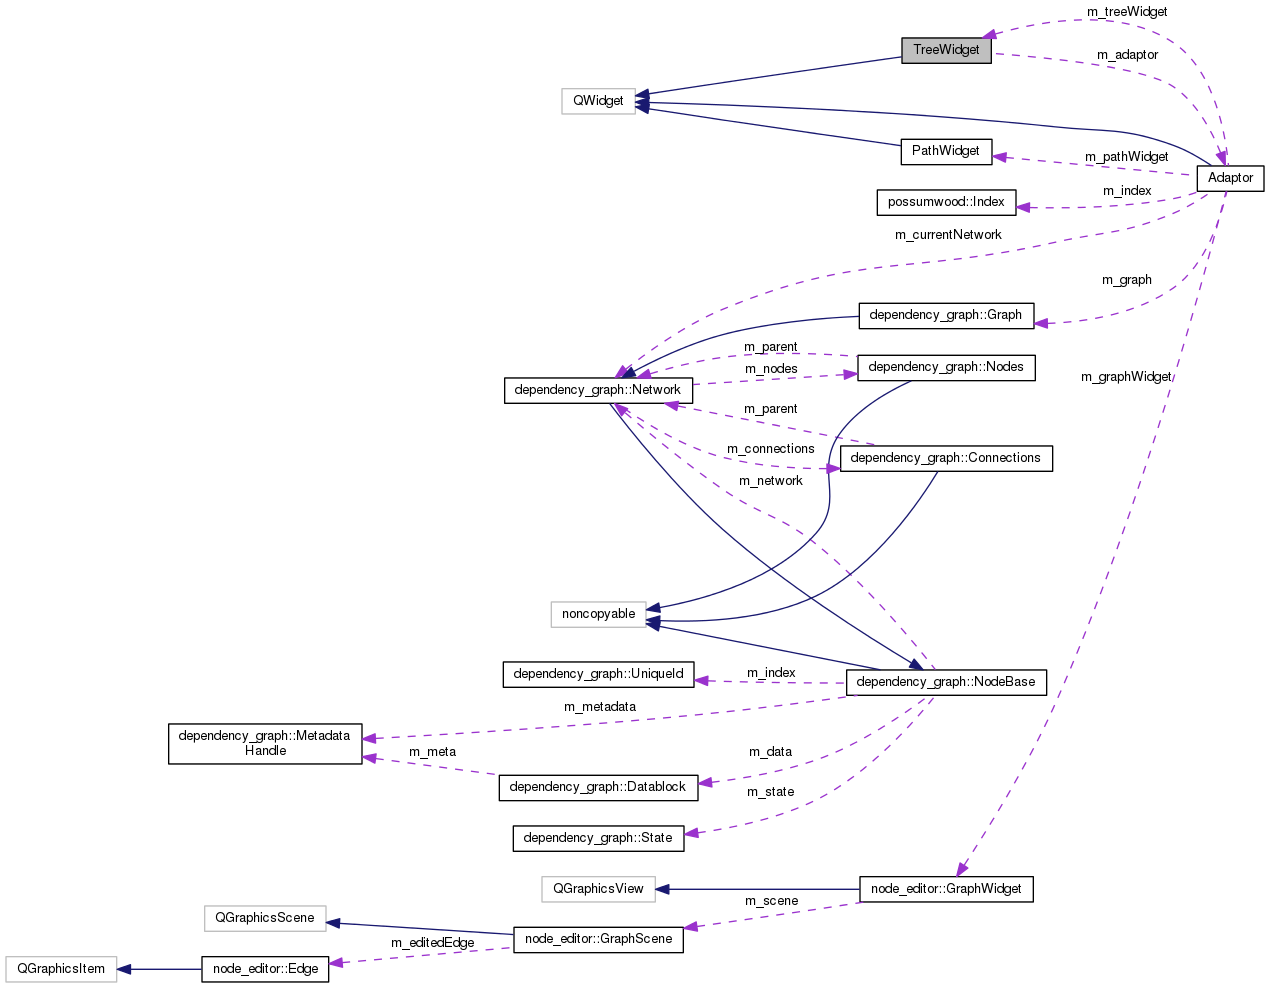 m_treeWidget
TreeWidget
m_adaptor
QWidget
PathWidget
m_pathWidget
Adaptor
m_index
possumwood::Index
m_currentNetwork
m_graph
dependency_graph::Graph
m_parent
m_nodes
dependency_graph::Nodes
m_graphWidget
dependency_graph::Network
m_parent
m_connections
dependency_graph::Connections
m_network
noncopyable
dependency_graph::UniqueId
m_index
dependency_graph::NodeBase
m_metadata
dependency_graph::Metadata
Handle
m_meta
m_data
dependency_graph::Datablock
m_state
dependency_graph::State
QGraphicsView
node_editor::GraphWidget
m_scene
QGraphicsScene
node_editor::GraphScene
m_editedEdge
QGraphicsItem
node_editor::Edge